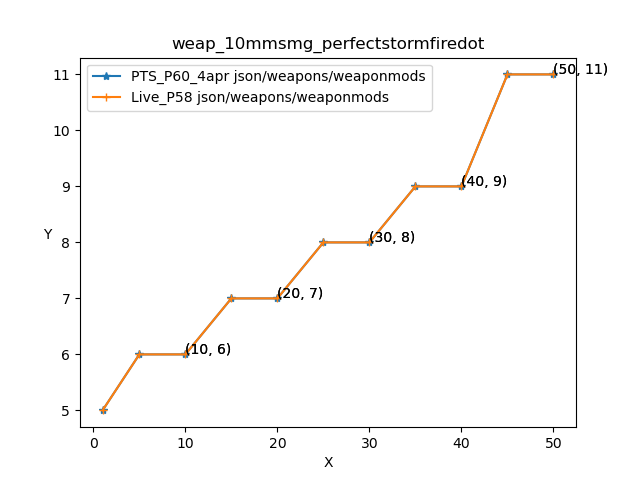 weap_10mmsmg_perfectstormfiredot
PTS_P60_4apr json/weapons/weaponmods
Live_P58 json/weapons/weaponmods
11
(50, 11)
10
9
(40, 9)
Y
8
(30, 8)
7
(20, 7)
6
(10, 6)
5
0 10 20 30 40 50
X